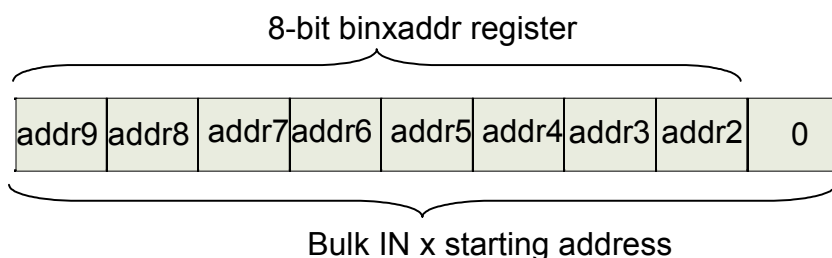 8-bit binxaddr register
addr9 addr8 addr7 addr6 addr5 addr4 addr3 addr2 0
Bulk IN x starting address